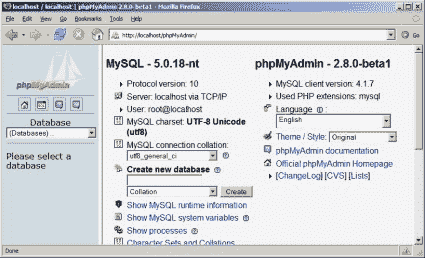 localhost / localhost | phpMyAdmin 2.8.0-beta1 - Mozilla Firefox
File Edit View Go Bookmarks Tools Help
http://localhost/phpMyAdmin/
phpMyAdmin
Database
(Databases) ...
Please select a
database
MySQL - 5.0.18-nt
Protocol version: 10
Server: localhost via TCP/IP
User: root@localhost
MySQL charset: UTF-8 Unicode
(utf8)
MySQL connection collation:
utf8_general_ci
Create new database
Collation
Create
Show MySQL runtime information
Show MySQL system variables
Show processes
Character Sets and Collations
phpMyAdmin - 2.8.0-beta1
MySQL client version: 4.1.7
Used PHP extensions: mysql
Language :
English
Theme / Style: Original
phpMyAdmin documentation
Official phpMyAdmin Homepage
[ChangeLog] [CVS] [Lists]
Done